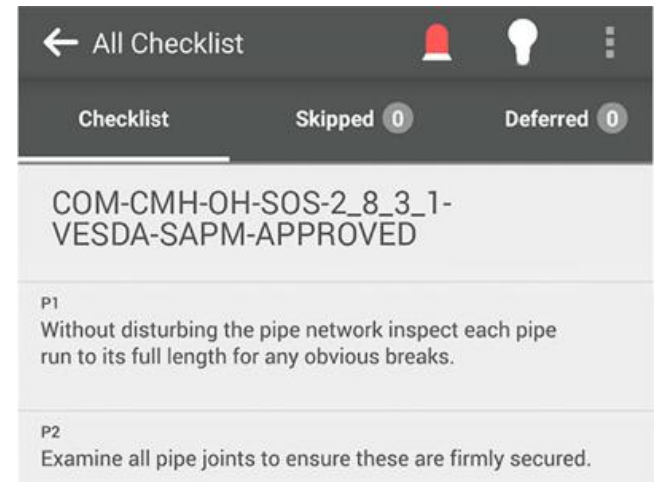 All Checklist
Checklist
Skipped 0
Deferred 0
COM-CMH-OH-SOS-2_8_3_1-
VESDA-SAPM-APPROVED
P1
Without disturbing the pipe network inspect each pipe
run to its full length for any obvious breaks.
P2
Examine all pipe joints to ensure these are firmly secured.